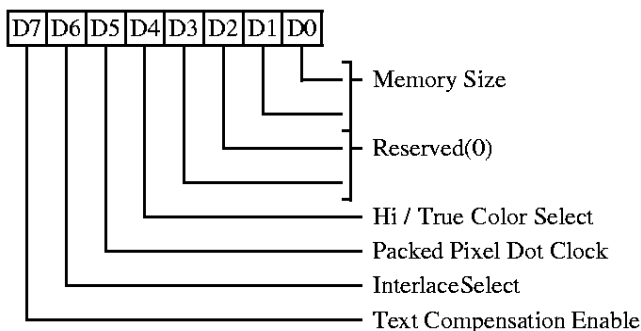 D7 D6 D5 D4 D3 D2 D1 D0
Memory Size
Reserved(0)
Hi / True Color Select
Packed Pixel Dot Clock
InterlaceSelect
Text Compensation Enable